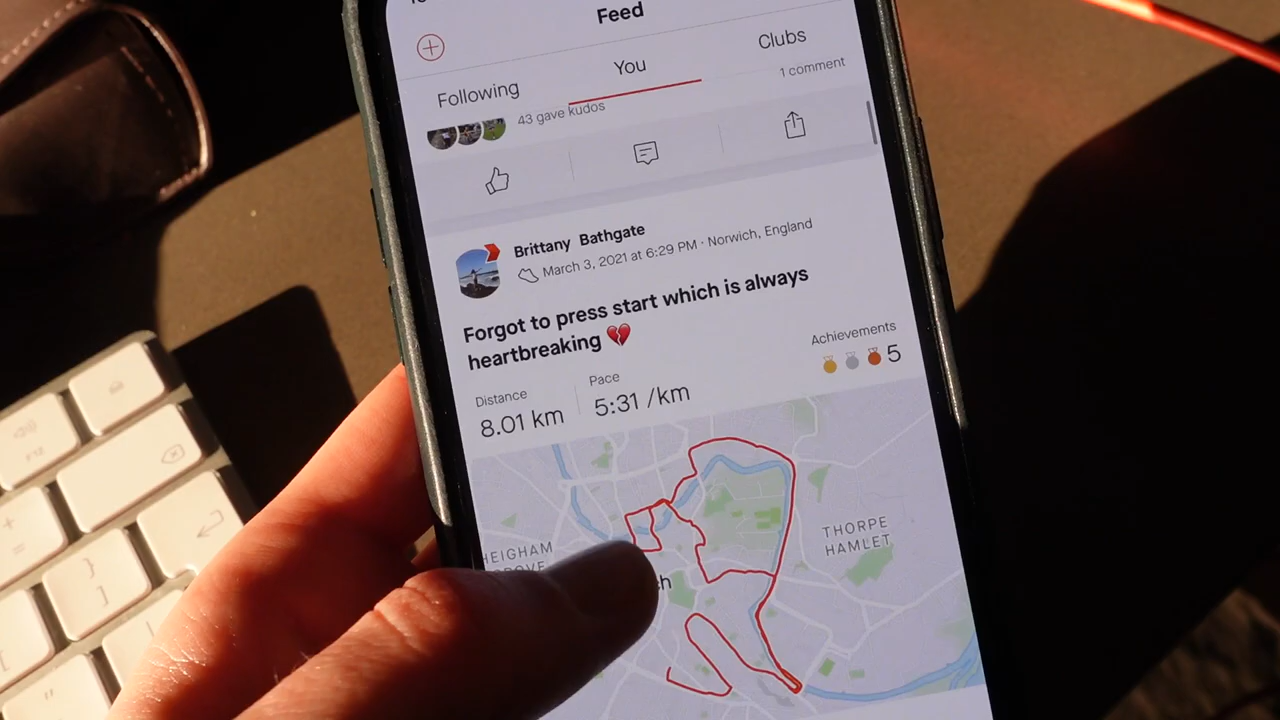 Feed
Following
You
Clubs
43 gave kudos
1 comment
Brittany Bathgate
March 3, 2021 at 6:29 PM · Norwich, England
Forgot to press start which is always
heartbreaking 💔
Achievements
5
Distance
8.01 km
Pace
5:31 /km
HEIGHAM
THORPE
HAMLET
F12
+
=
}
]
"